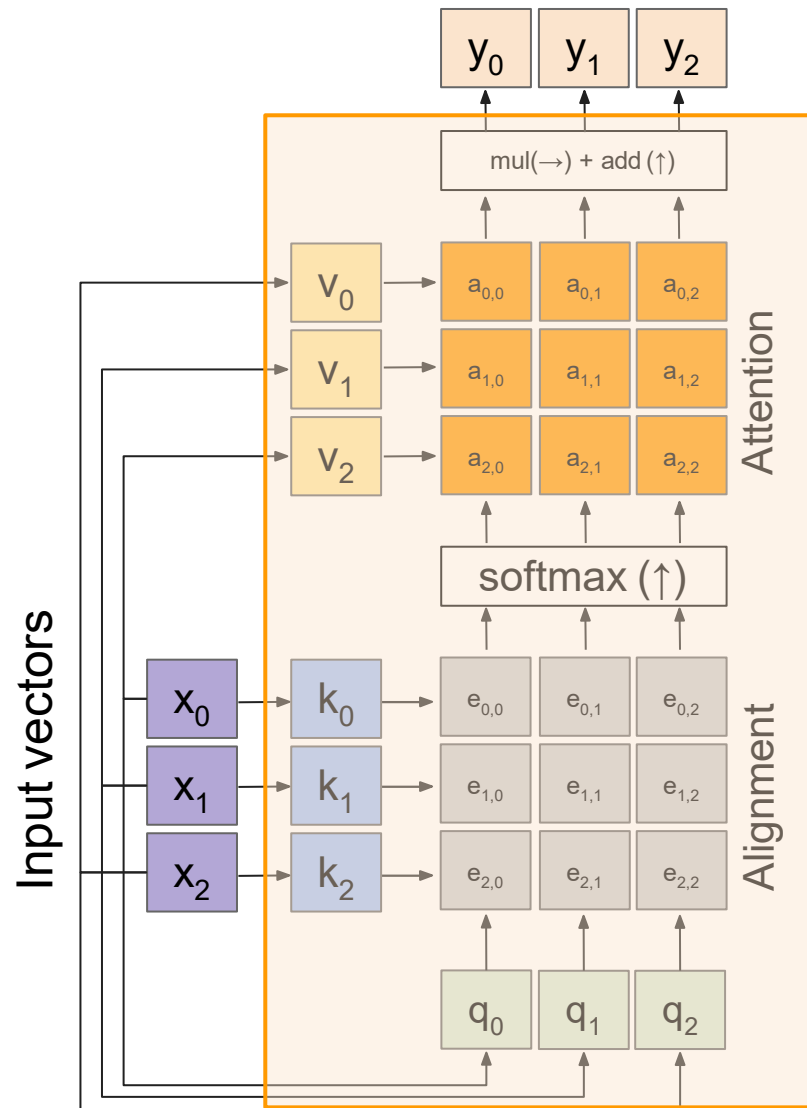 y0 y1 y2
mul(→) + add (↑)
v0 a0,0 a0,1 a0,2
v1 a1,0 a1,1 a1,2
v2 a2,0 a2,1 a2,2
Attention
softmax (↑)
Input vectors
x0 k0 e0,0 e0,1 e0,2
x1 k1 e1,0 e1,1 e1,2
x2 k2 e2,0 e2,1 e2,2
Alignment
q0 q1 q2